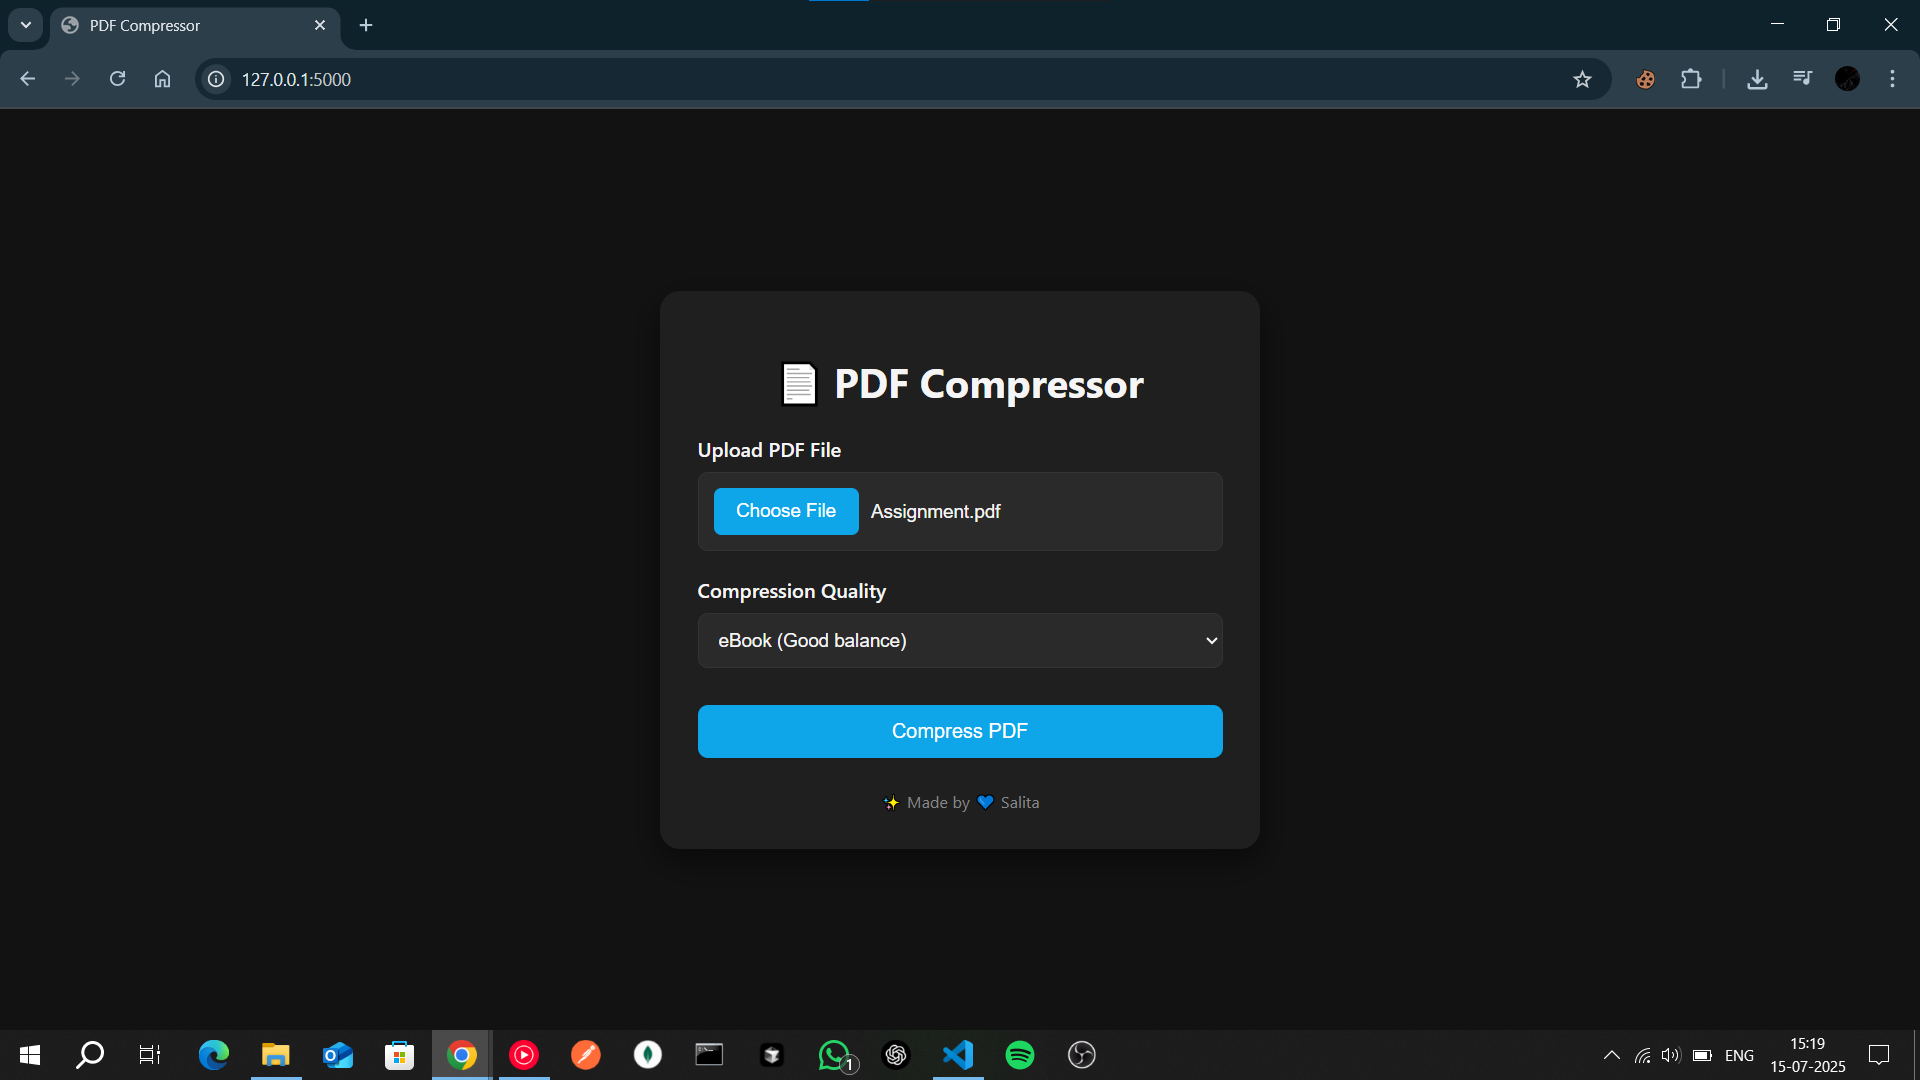 PDF Compressor
127.0.0.1:5000
PDF Compressor
Upload PDF File
Choose File Assignment.pdf
Compression Quality
eBook (Good balance)
Compress PDF
✨ Made by 💙 Salita
1
ENG
15:19
15-07-2025